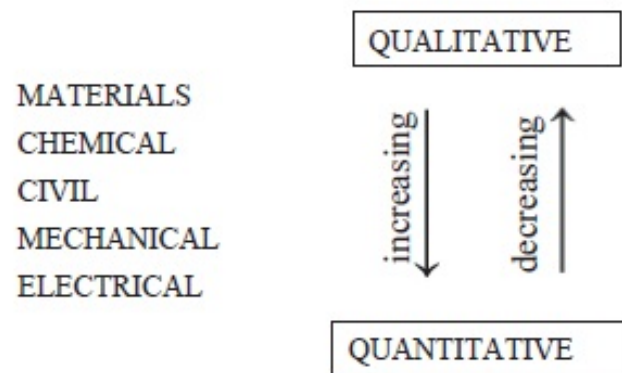 QUALITATIVE
MATERIALS
CHEMICAL
CIVIL
MECHANICAL
ELECTRICAL
increasing
decreasing
QUANTITATIVE